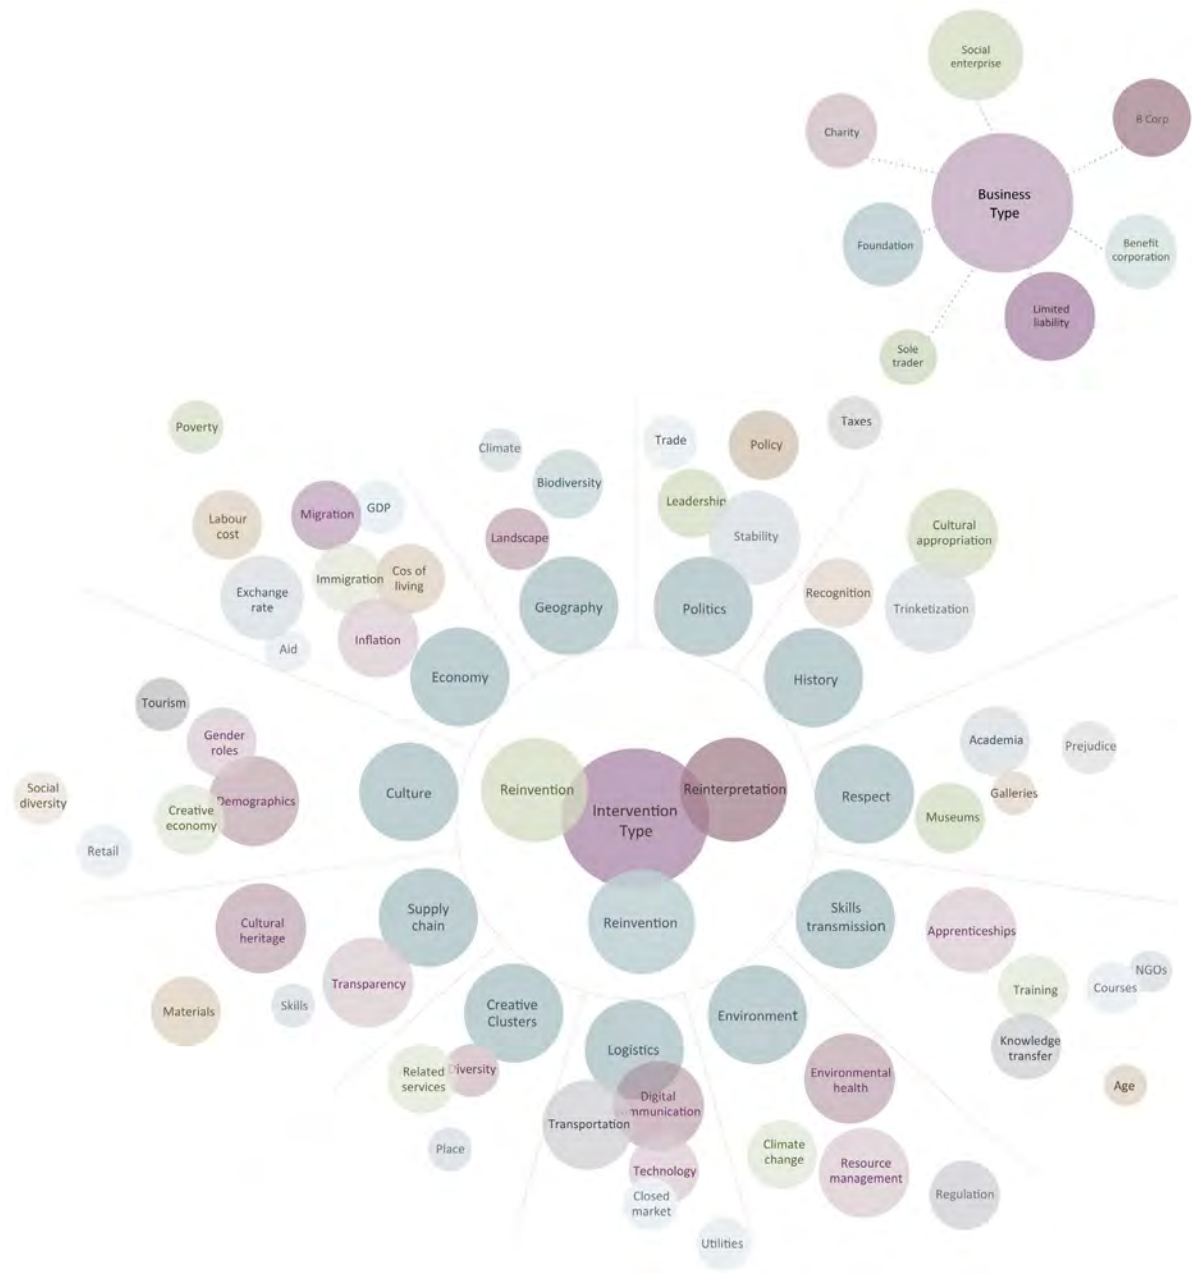 Social
enterprise
Charity
B Corp
Business
Type
Foundation
Benefit
corporation
Limited
liability
Sole
trader
Poverty
Labour
cost
Migration
GDP
Immigration
Cos of
living
Exchange
rate
Inflation
Aid
Economy
Climate
Biodiversity
Landscape
Geography
Trade
Policy
Taxes
Leadership
Stability
Politics
Cultural
appropriation
Recognition
Trinketization
History
Tourism
Gender
roles
Social
diversity
Creative
economy
Demographics
Retail
Culture
Reinvention
Intervention
Type
Reinterpretation
Reinvention
Respect
Academia
Prejudice
Galleries
Museums
Cultural
heritage
Supply
chain
Transparency
Materials
Skills
Skills
transmission
Apprenticeships
Training
Courses
NGOs
Knowledge
transfer
Age
Creative
Clusters
Related
services
iversity
Place
Logistics
Digital
mmunication
Transportation
Technology
Closed
market
Utilities
Environment
Environmental
health
Climate
change
Resource
management
Regulation